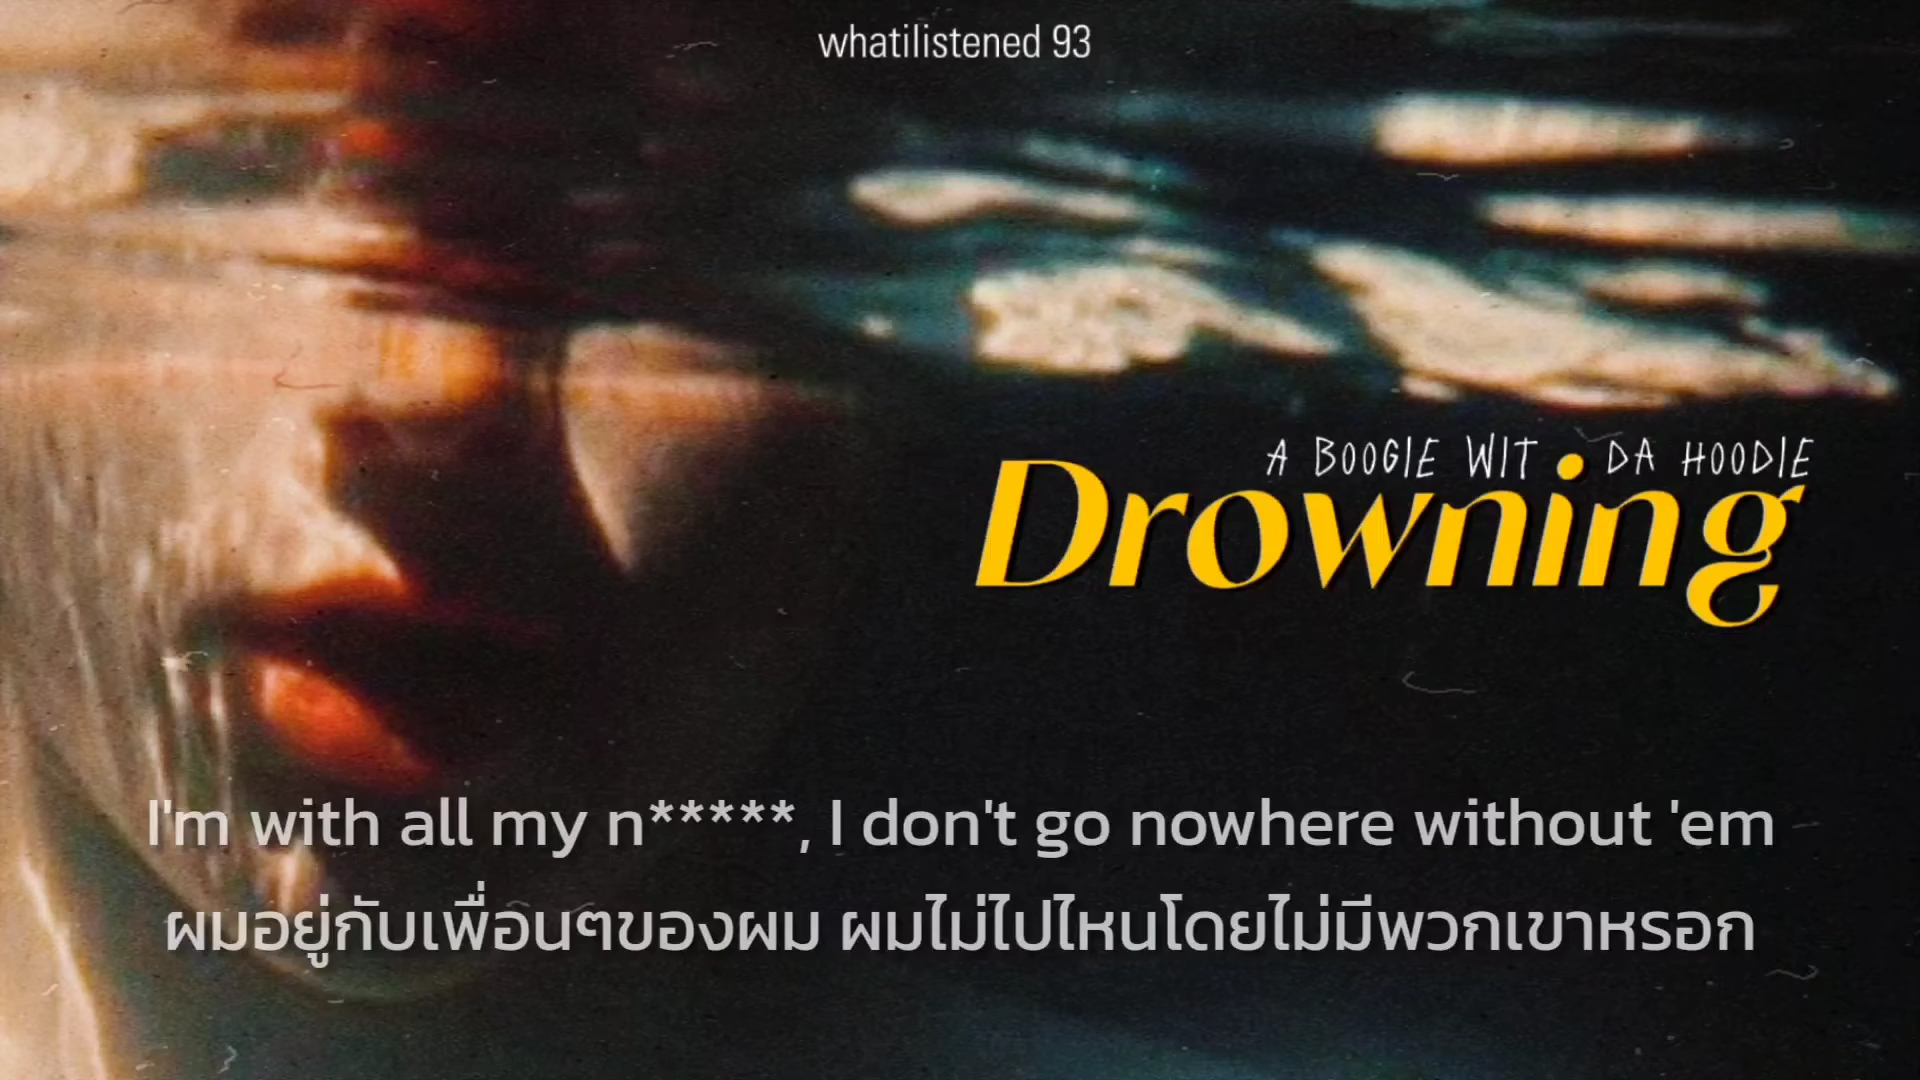 whatilistened 93
A BOOGIE WIT DA HOODIE
Drowning
I'm with all my n*****, I don't go nowhere without 'em
ผมอยู่กับเพื่อนๆของผม ผมไม่ไปไหนโดยไม่มีพวกเขาหรอก